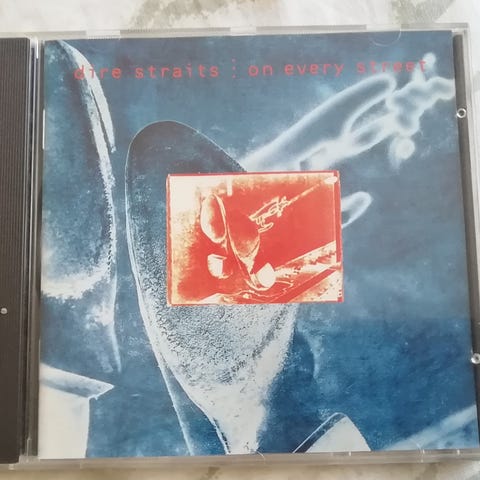 dire straits : on every street